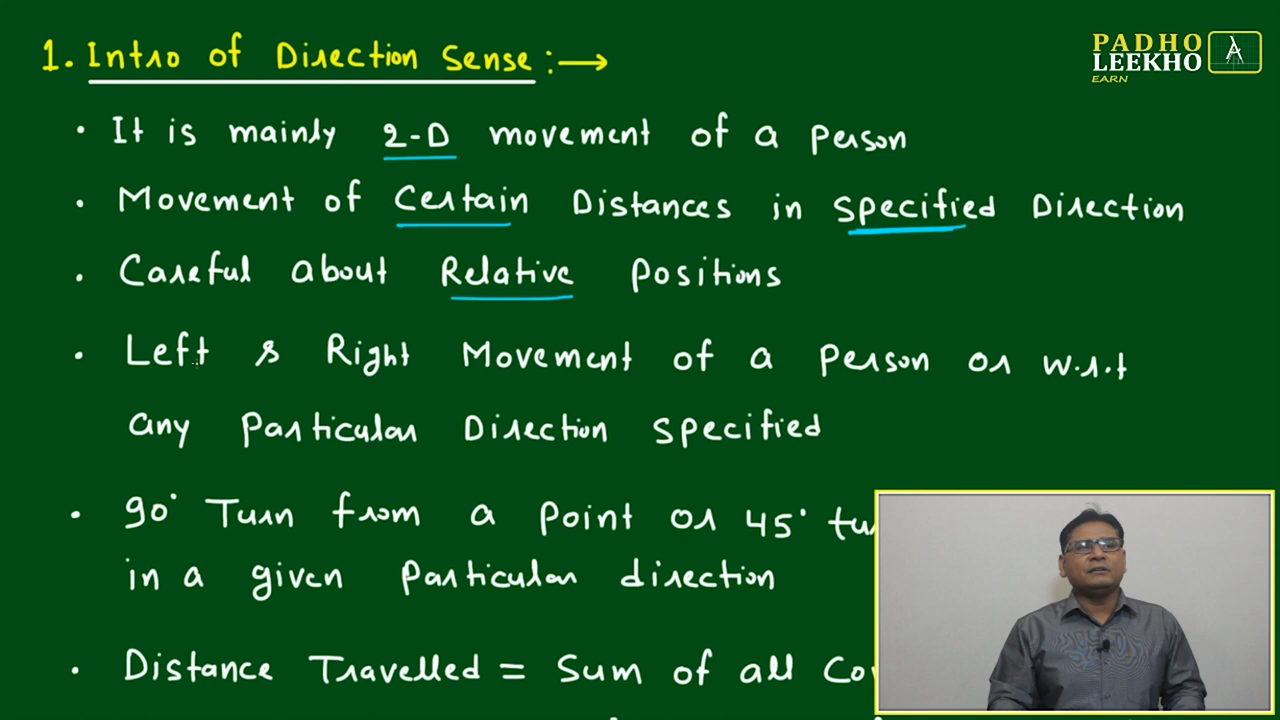 1. Intro of Direction Sense :→
PADHO
LEEKHO
EARN
• It is mainly 2-D movement of a person
• Movement of Certain Distances in specified Direction
• Careful about Relative Positions
• Left & Right Movement of a person or w.r.t
any Particular Direction specified
• 90° Turn from a point or 45°
in a given Particular direction
• Distance Travelled = Sum of all